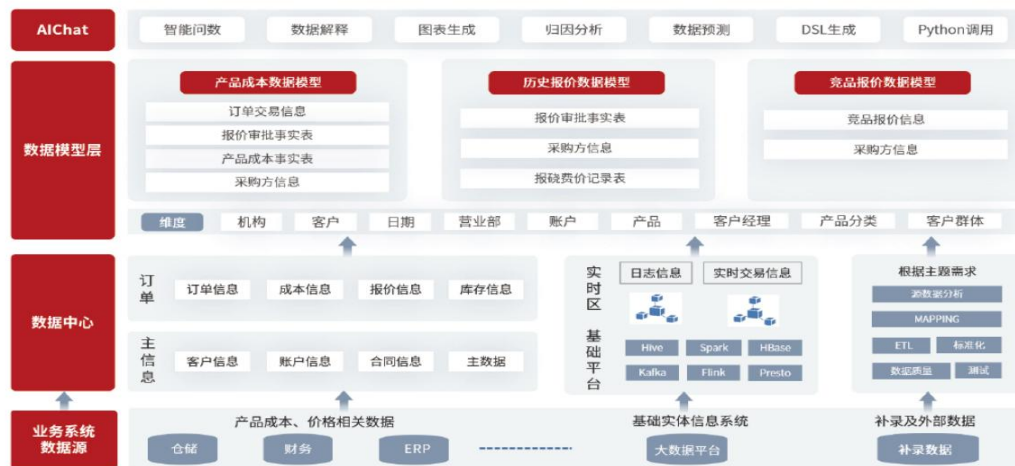 AIChat
智能问数
数据解释
图表生成
归因分析
数据预测
DSL生成
Python调用
数据模型层
产品成本数据模型
订单交易信息
报价审批事实表
产品成本事实表
采购方信息
历史报价数据模型
报价审批事实表
采购方信息
报硗费价记录表
竞品报价数据模型
竞品报价信息
采购方信息
维度
机构
客户
日期
营业部
账户
产品
客户经理
产品分类
客户群体
数据中心
订单
订单信息
成本信息
报价信息
库存信息
主信息
客户信息
账户信息
合同信息
主数据
实时区
日志信息
实时交易信息
基础平台
Hive
Spark
HBase
Kafka
Flink
Presto
根据主题需求
源数据分析
MAPPING
ETL
标准化
数据质量
测试
业务系统
数据源
产品成本、价格相关数据
仓储
财务
ERP
基础实体信息系统
大数据平台
补录及外部数据
补录数据